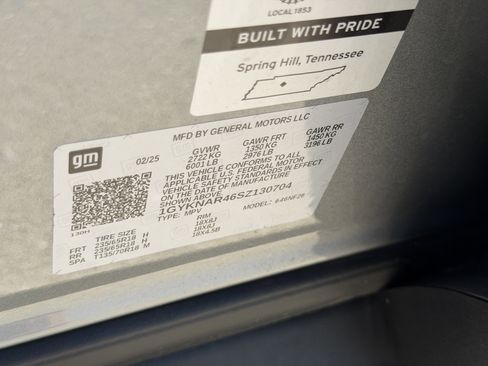 LOCAL 1853
BUILT WITH PRIDE
Spring Hill, Tennessee
gm
MFD BY GENERAL MOTORS LLC
02/25
GVWR GAWR FRT GAWR RR
2722 KG 1350 KG 1450 KG
6001 LB 2976 LB 3196 LB
THIS VEHICLE CONFORMS TO ALL
APPLICABLE U.S. FEDERAL MOTOR
VEHICLE SAFETY STANDARDS IN EFFECT
ON THE DATE OF MANUFACTURE
1GYKNAR46SZ130704
TYPE: MPV MODEL: 646NF26
130H
TIRE SIZE RIM
FRT 235/65R18 H 18X8J
RR 235/65R18 H 18X8J
SPA T135/70R18 M 18X4.5B